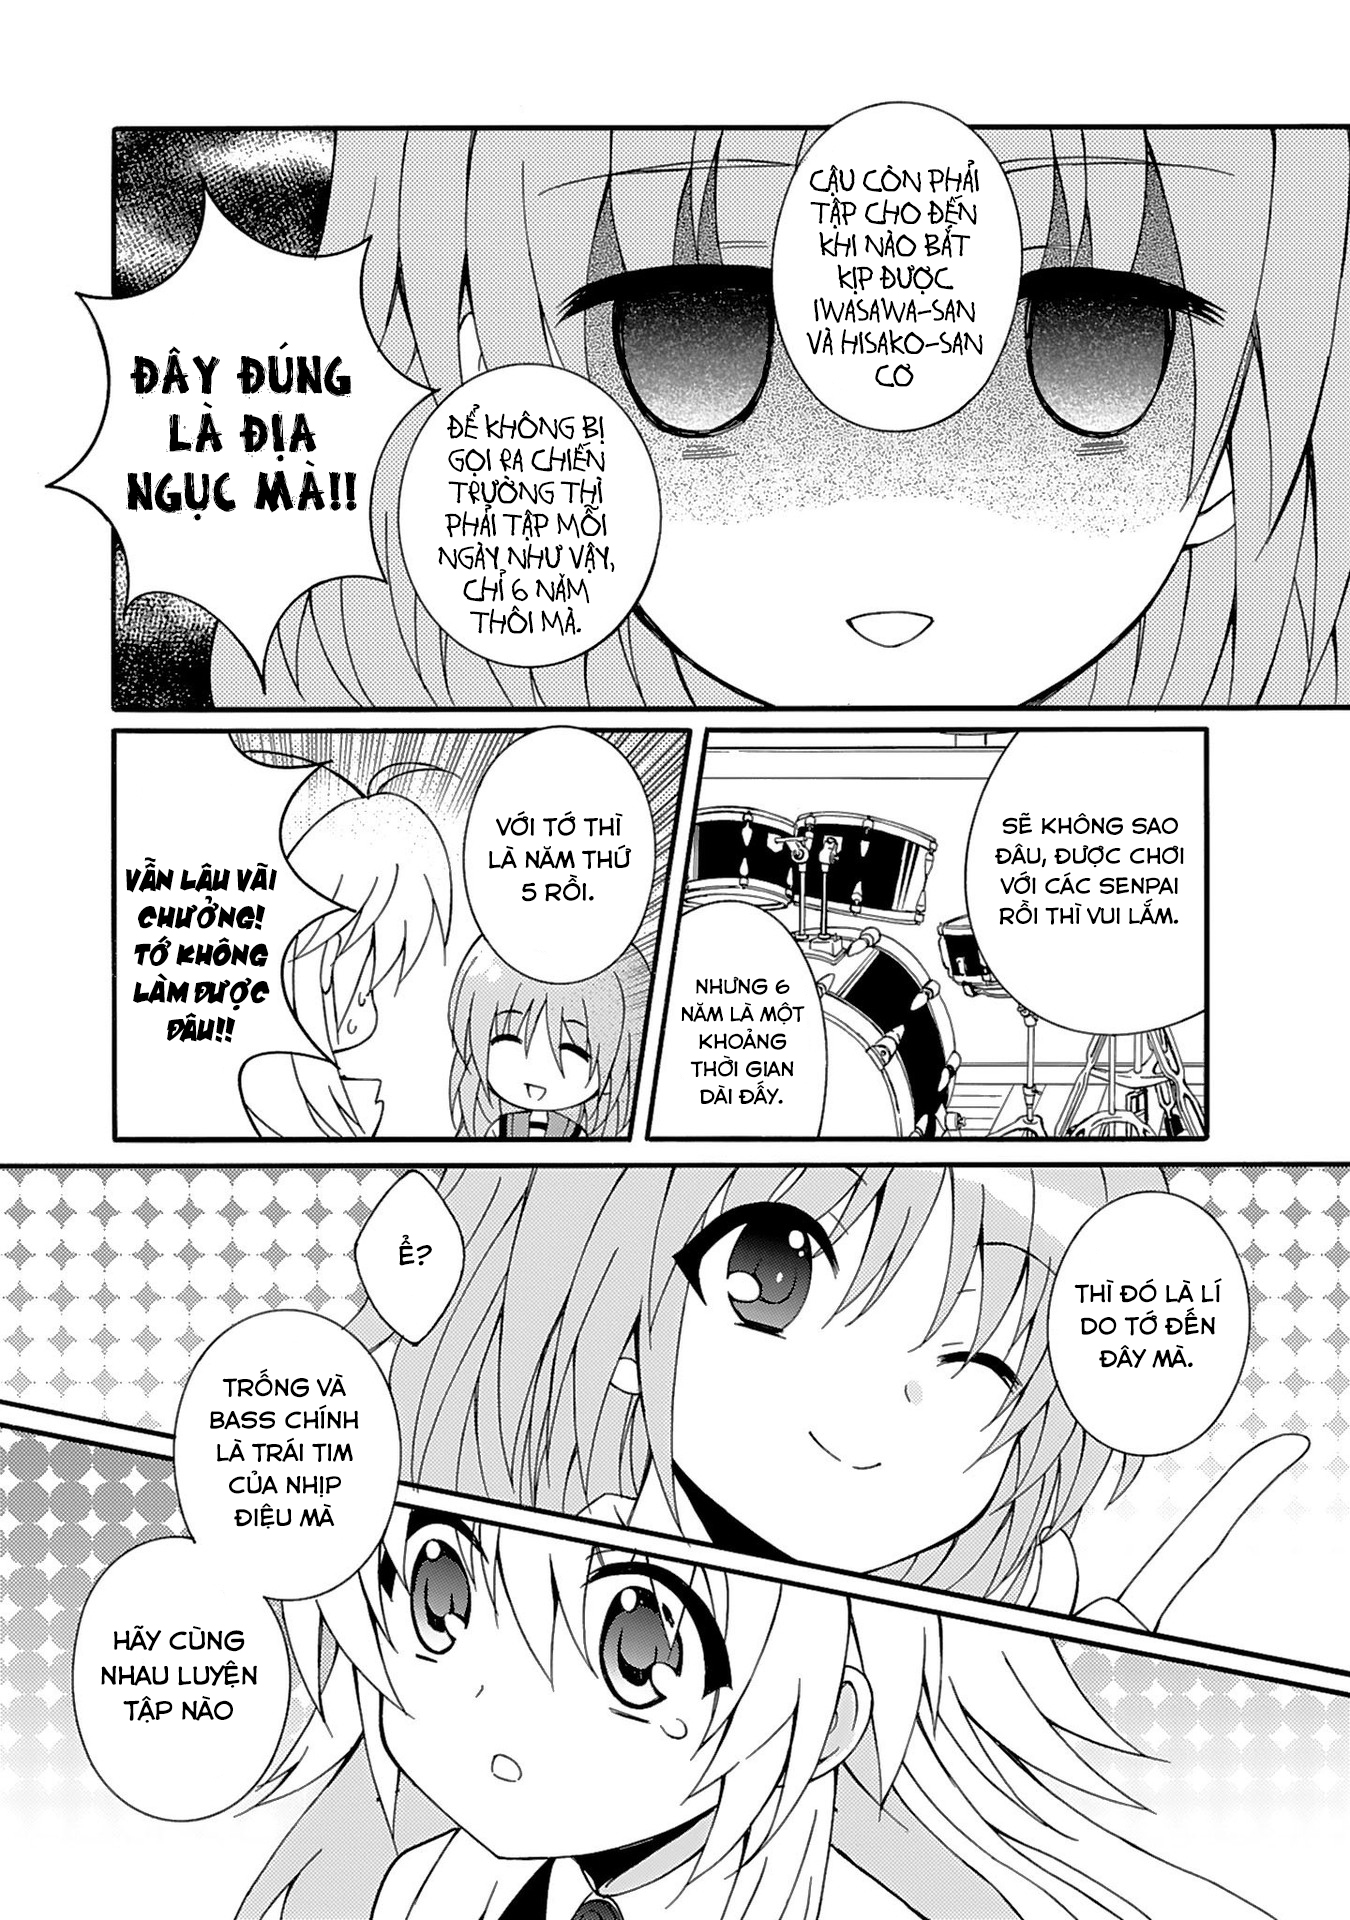 CẬU CÒN PHẢI
TẬP CHO ĐẾN
KHI NÀO BẮT
KỊP ĐƯỢC
IWASAWA-SAN
VÀ HISAKO-SAN
CƠ
ĐỂ KHÔNG BỊ
GỌI RA CHIẾN
TRƯỜNG THÌ
PHẢI TẬP MỖI
NGÀY NHƯ VẬY,
CHỈ 6 NĂM
THÔI MÀ.
ĐÂY ĐÚNG
LÀ ĐỊA
NGỤC MÀ!!
SẼ KHÔNG SAO
ĐÂU, ĐƯỢC CHƠI
VỚI CÁC SENPAI
RỒI THÌ VUI LẮM.
NHƯNG 6
NĂM LÀ MỘT
KHOẢNG
THỜI GIAN
DÀI ĐẤY.
VỚI TỚ THÌ
LÀ NĂM THỨ
5 RỒI.
VẪN LÂU VÃI
CHƯỞNG!
TỚ KHÔNG
LÀM ĐƯỢC
ĐÂU!!
THÌ ĐÓ LÀ LÍ
DO TỚ ĐẾN
ĐÂY MÀ.
Ể?
TRỐNG VÀ
BASS CHÍNH
LÀ TRÁI TIM
CỦA NHỊP
ĐIỆU MÀ
HÃY CÙNG
NHAU LUYỆN
TẬP NÀO